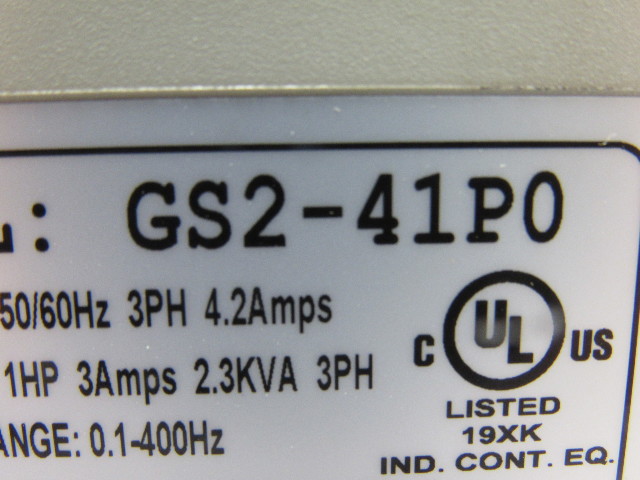 L: GS2-41P0
50/60Hz 3PH 4.2Amps
1HP 3Amps 2.3KVA 3PH
ANGE: 0.1-400Hz
C UL US
LISTED
19XK
IND. CONT. EQ.